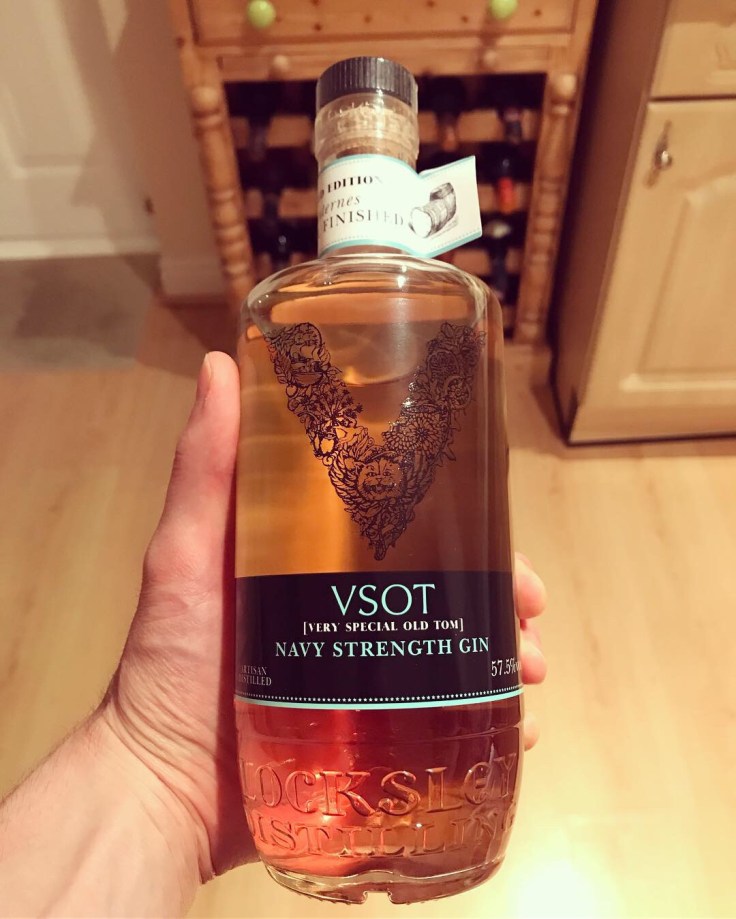 EDITION
FINISHED
VSOT
[VERY SPECIAL OLD TOM]
NAVY STRENGTH GIN
ARTISAN
DISTILLED
57.5%
LOCKSLEY
DISTILLING